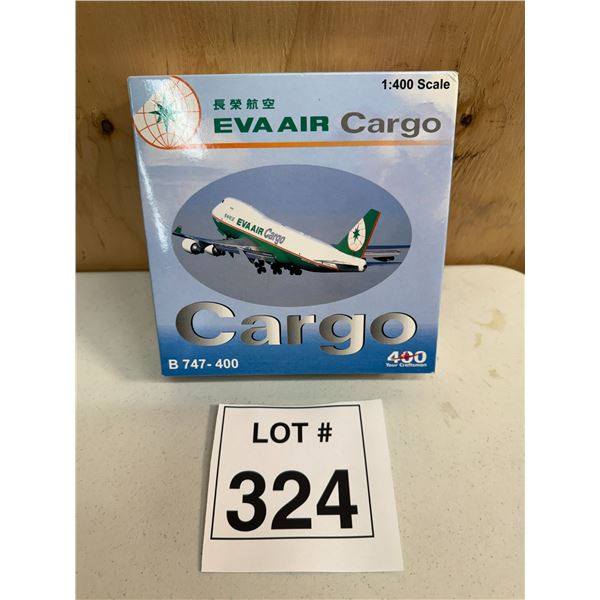 1:400 Scale
長榮航空
EVA AIR Cargo
EVA AIR Cargo
Cargo
B 747-400
400
Your Craftsman
LOT #
324